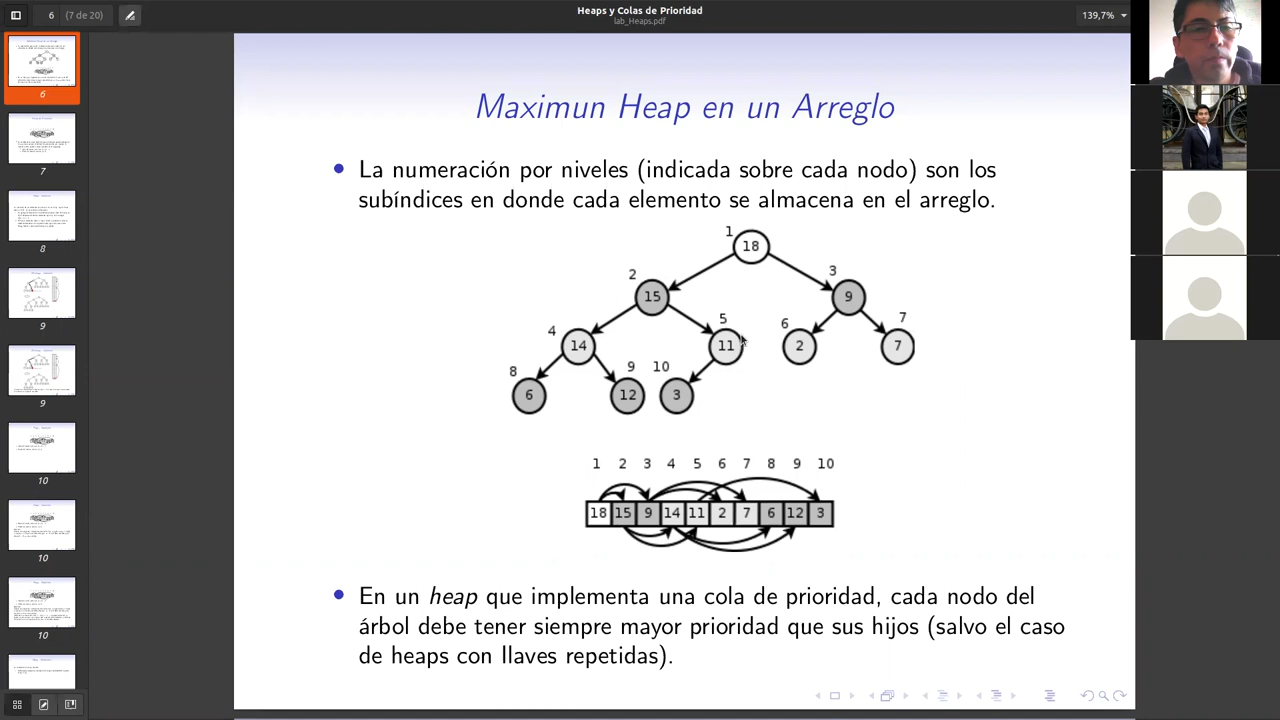 6 (7 de 20)
Heaps y Colas de Prioridad
lab_Heaps.pdf
139,7%
6
7
8
9
9
10
10
10
Maximun Heap en un Arreglo
La numeración por niveles (indicada sobre cada nodo) son los
subíndices en donde cada elemento se almacena en el arreglo.
1
18
2 3
15 9
4 5 6 7
14 11 2 7
8 9 10
6 12 3
1 2 3 4 5 6 7 8 9 10
18 15 9 14 11 2 7 6 12 3
En un heap que implementa una cola de prioridad, cada nodo del
árbol debe tener siempre mayor prioridad que sus hijos (salvo el caso
de heaps con llaves repetidas).